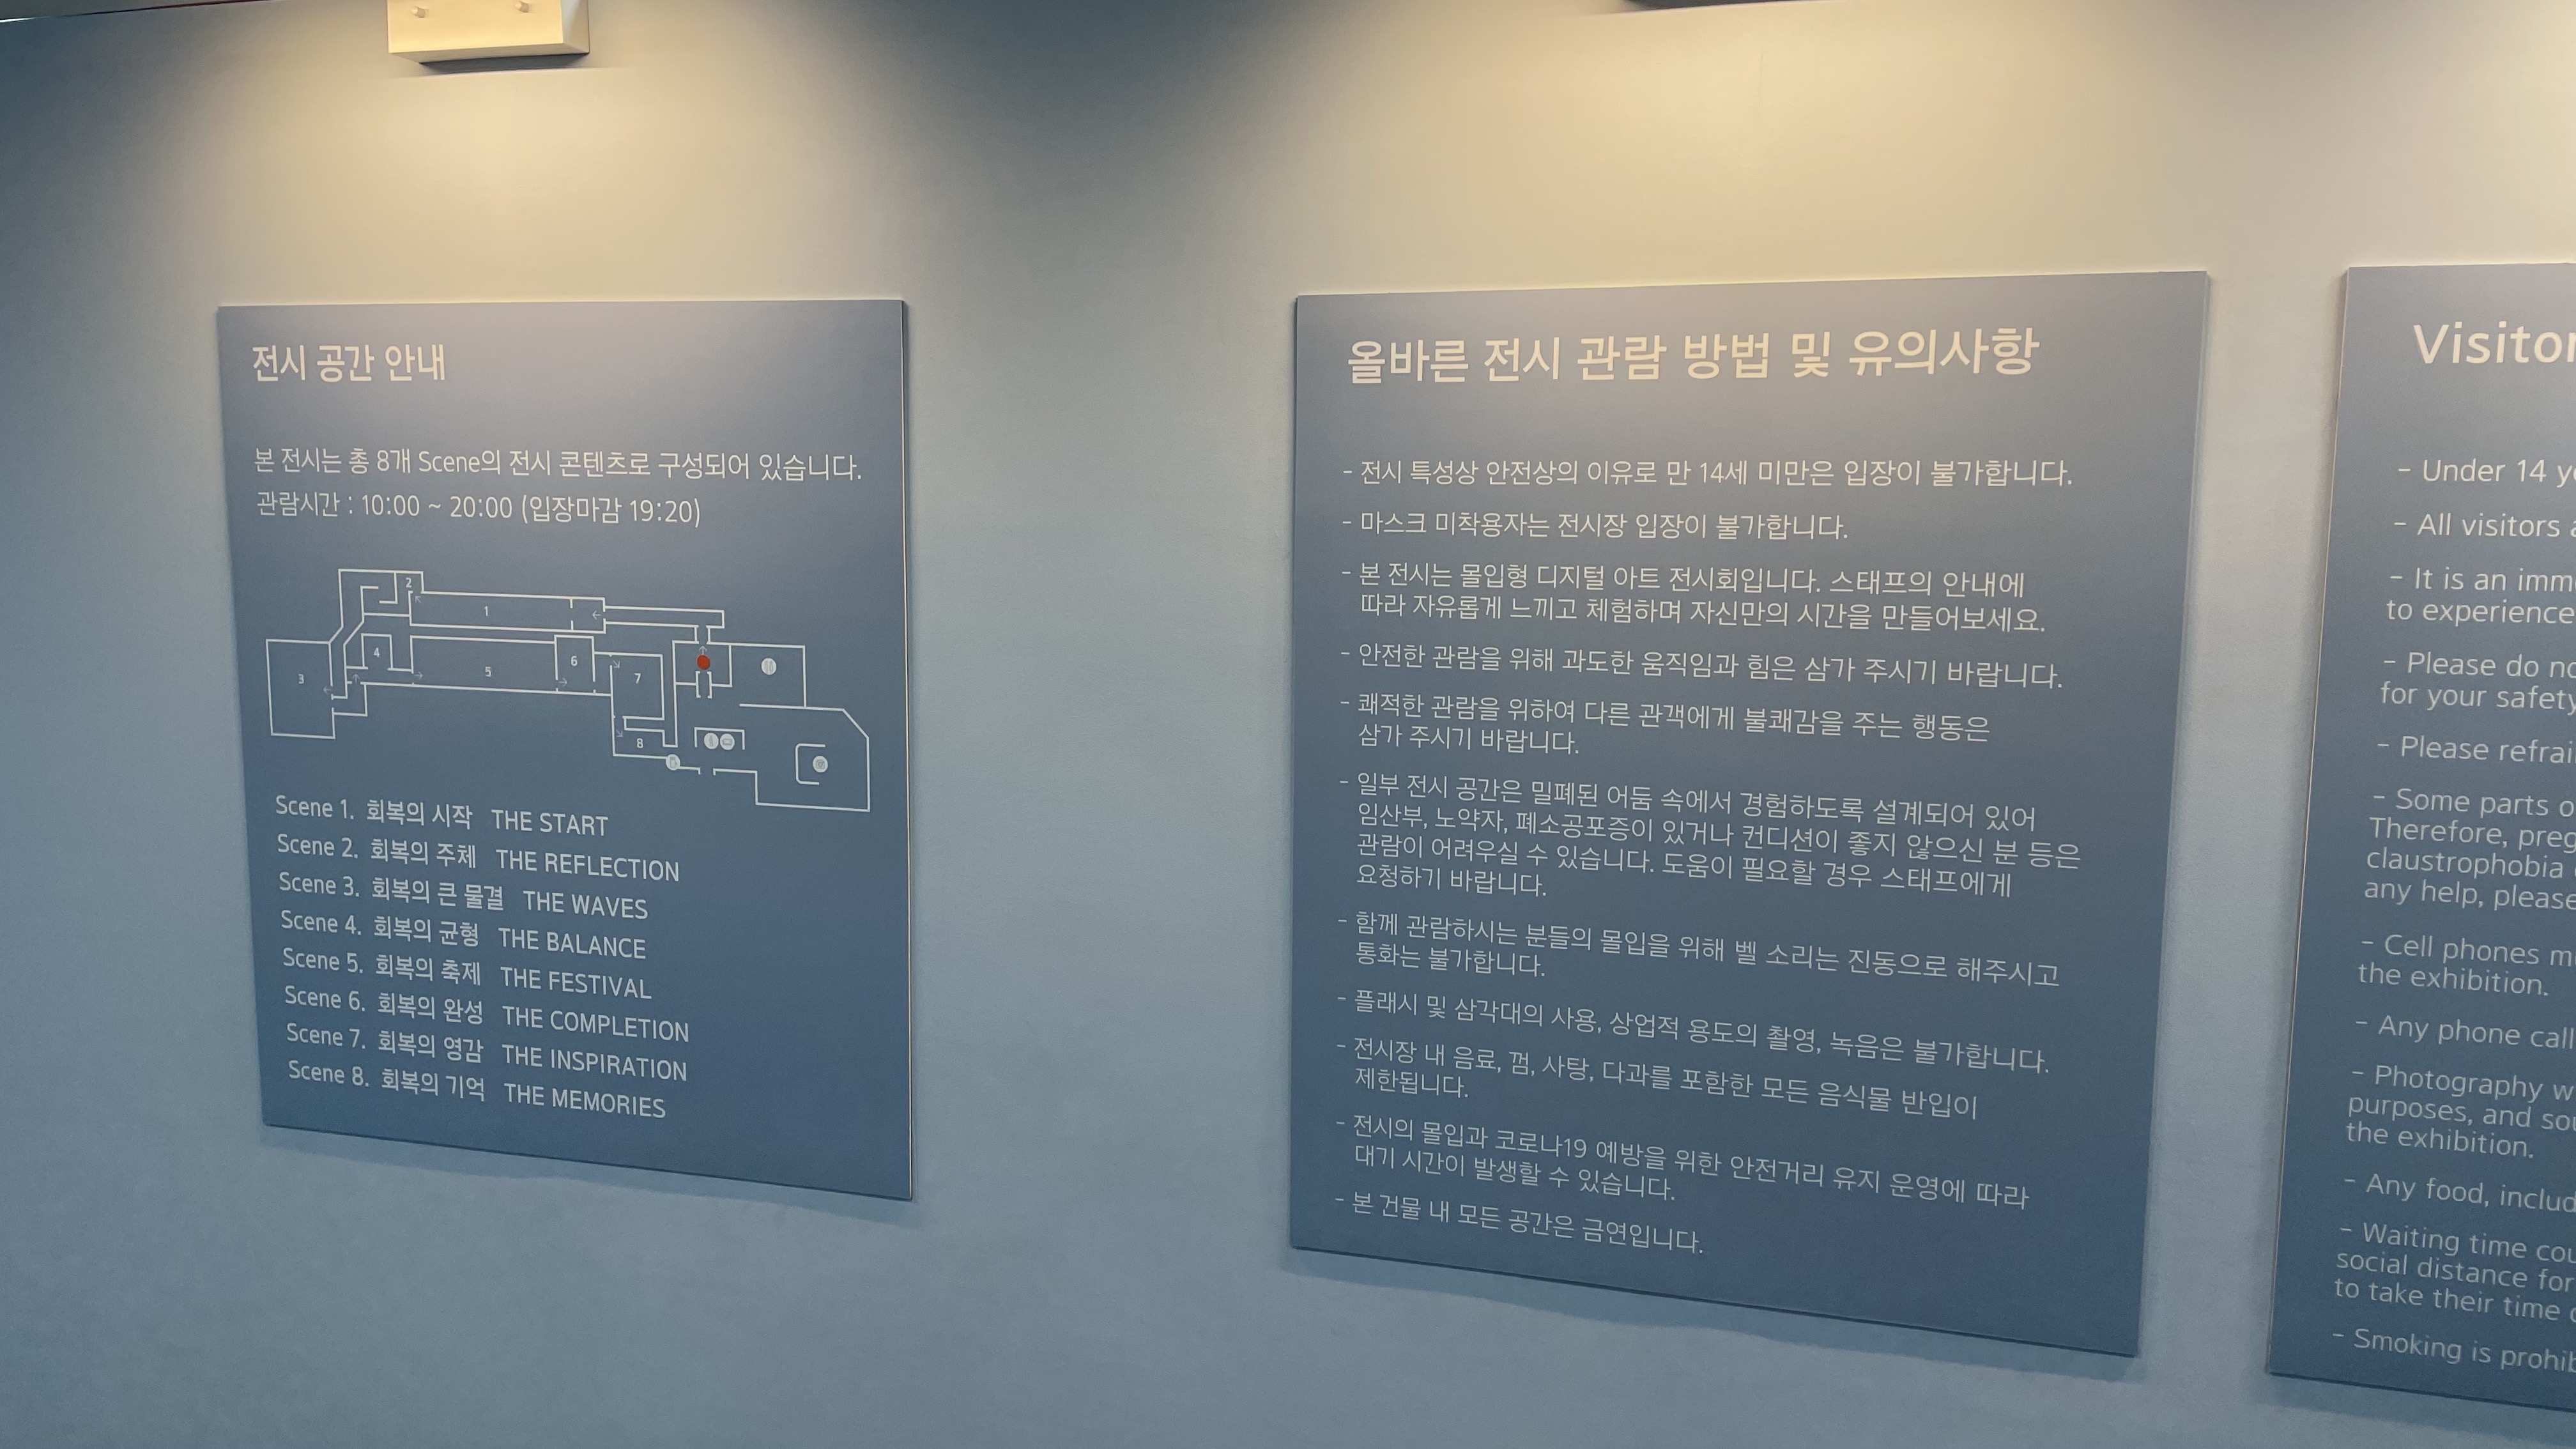 전시 공간 안내
본 전시는 총 8개 Scene의 전시 콘텐츠로 구성되어 있습니다.
관람시간 : 10:00 ~ 20:00 (입장마감 19:20)
2
1
4
3
5
6
7
8
Scene 1. 회복의 시작 THE START
Scene 2. 회복의 주체 THE REFLECTION
Scene 3. 회복의 큰 물결 THE WAVES
Scene 4. 회복의 균형 THE BALANCE
Scene 5. 회복의 축제 THE FESTIVAL
Scene 6. 회복의 완성 THE COMPLETION
Scene 7. 회복의 영감 THE INSPIRATION
Scene 8. 회복의 기억 THE MEMORIES
올바른 전시 관람 방법 및 유의사항
- 전시 특성상 안전상의 이유로 만 14세 미만은 입장이 불가합니다.
- 마스크 미착용자는 전시장 입장이 불가합니다.
- 본 전시는 몰입형 디지털 아트 전시회입니다. 스태프의 안내에
따라 자유롭게 느끼고 체험하며 자신만의 시간을 만들어보세요.
- 안전한 관람을 위해 과도한 움직임과 힘은 삼가 주시기 바랍니다.
- 쾌적한 관람을 위하여 다른 관객에게 불쾌감을 주는 행동은
삼가 주시기 바랍니다.
- 일부 전시 공간은 밀폐된 어둠 속에서 경험하도록 설계되어 있어
임산부, 노약자, 폐소공포증이 있거나 컨디션이 좋지 않으신 분 등은
관람이 어려우실 수 있습니다. 도움이 필요할 경우 스태프에게
요청하기 바랍니다.
- 함께 관람하시는 분들의 몰입을 위해 벨 소리는 진동으로 해주시고
통화는 불가합니다.
- 플래시 및 삼각대의 사용, 상업적 용도의 촬영, 녹음은 불가합니다.
- 전시장 내 음료, 껌, 사탕, 다과를 포함한 모든 음식물 반입이
제한됩니다.
- 전시의 몰입과 코로나19 예방을 위한 안전거리 유지 운영에 따라
대기 시간이 발생할 수 있습니다.
- 본 건물 내 모든 공간은 금연입니다.
Visitor
- Under 14 ye
- All visitors a
- It is an imme
to experience
- Please do no
for your safety
- Please refrai
- Some parts o
Therefore, preg
claustrophobia
any help, please
- Cell phones m
the exhibition.
- Any phone call
- Photography w
purposes, and sou
the exhibition.
- Any food, includ
- Waiting time cou
social distance for
to take their time
- Smoking is prohib